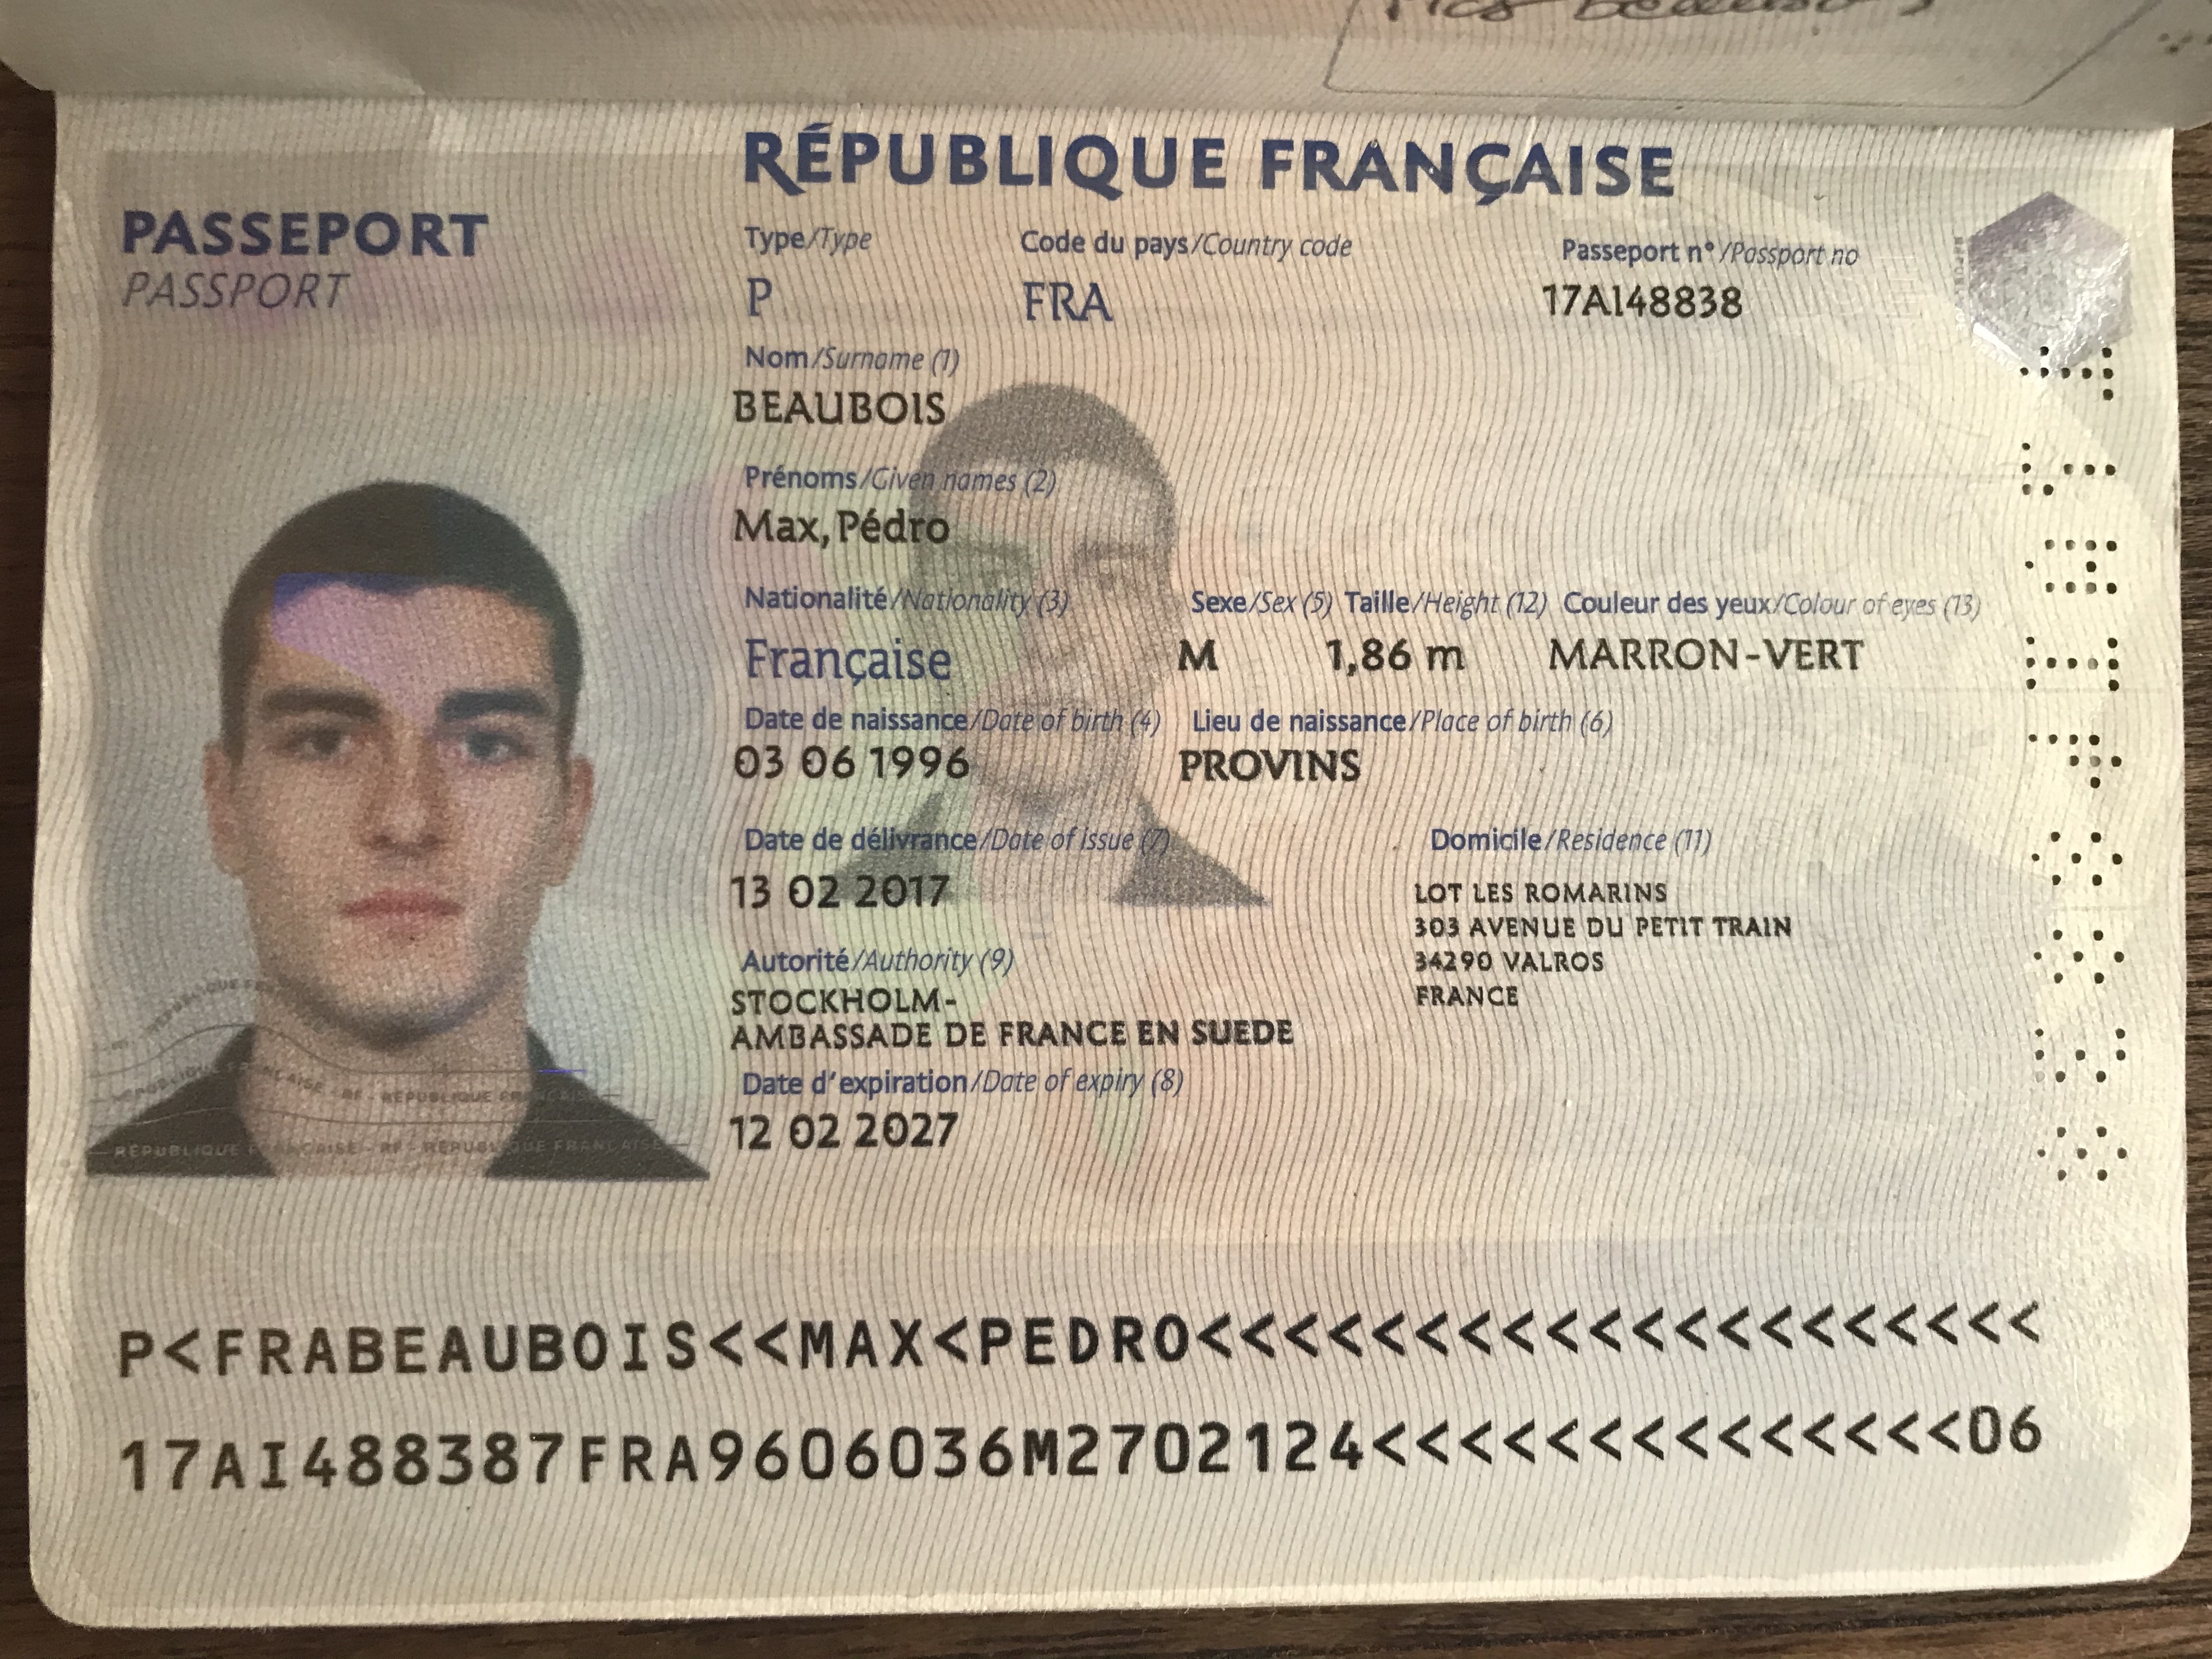 RÉPUBLIQUE FRANÇAISE
PASSEPORT
PASSPORT
Type/Type Code du pays/Country code Passeport n°/Passport no
P FRA 17AI48838
Nom/Surname (1)
BEAUBOIS
Prénoms/Given names (2)
Max, Pédro
Nationalité/Nationality (3) Sexe/Sex (5) Taille/Height (12) Couleur des yeux/Colour of eyes (13)
Française M 1,86 m MARRON-VERT
Date de naissance/Date of birth (4) Lieu de naissance/Place of birth (6)
03 06 1996 PROVINS
Date de délivrance/Date of issue (7) Domicile/Residence (11)
13 02 2017
LOT LES ROMARINS
303 AVENUE DU PETIT TRAIN
34290 VALROS
FRANCE
Autorité/Authority (9)
STOCKHOLM-
AMBASSADE DE FRANCE EN SUEDE
Date d'expiration/Date of expiry (8)
12 02 2027
RÉPUBLIQUE FRANÇAISE - RF - RÉPUBLIQUE FRANÇAISE
P<FRABEAUBOIS<<MAX<PEDRO<<<<<<<<<<<<<<<<<<<<
17AI488387FRA9606036M2702124<<<<<<<<<<<<<<06